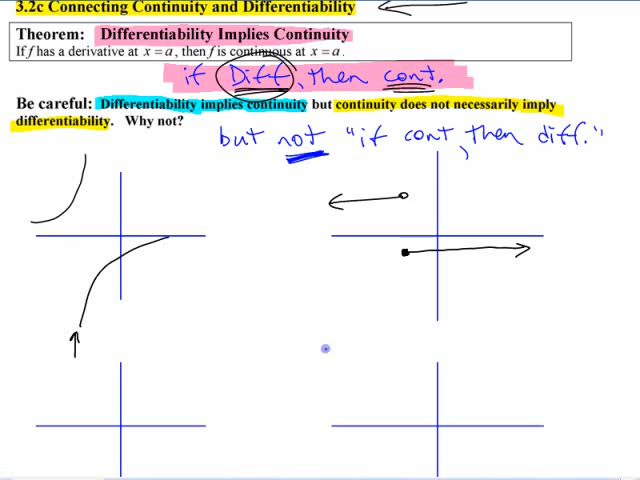 3.2c Connecting Continuity and Differentiability
Theorem: Differentiability Implies Continuity
If f has a derivative at x = a, then f is continuous at x = a.
if Diff, then cont.
Be careful: Differentiability implies continuity but continuity does not necessarily imply
differentiability. Why not?
but not "if cont, then diff."